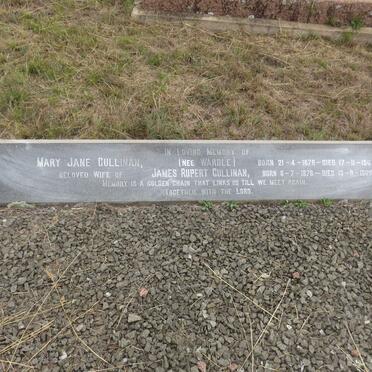 In Loving Memory of
Mary Jane Cullinan, (nee Wardle) Born 21-4-1878-Died
beloved wife of James Rupert Cullinan, Born 6-7-1876-Died
Memory is a golden chain that links us till we meet again.
Together with the Lord.